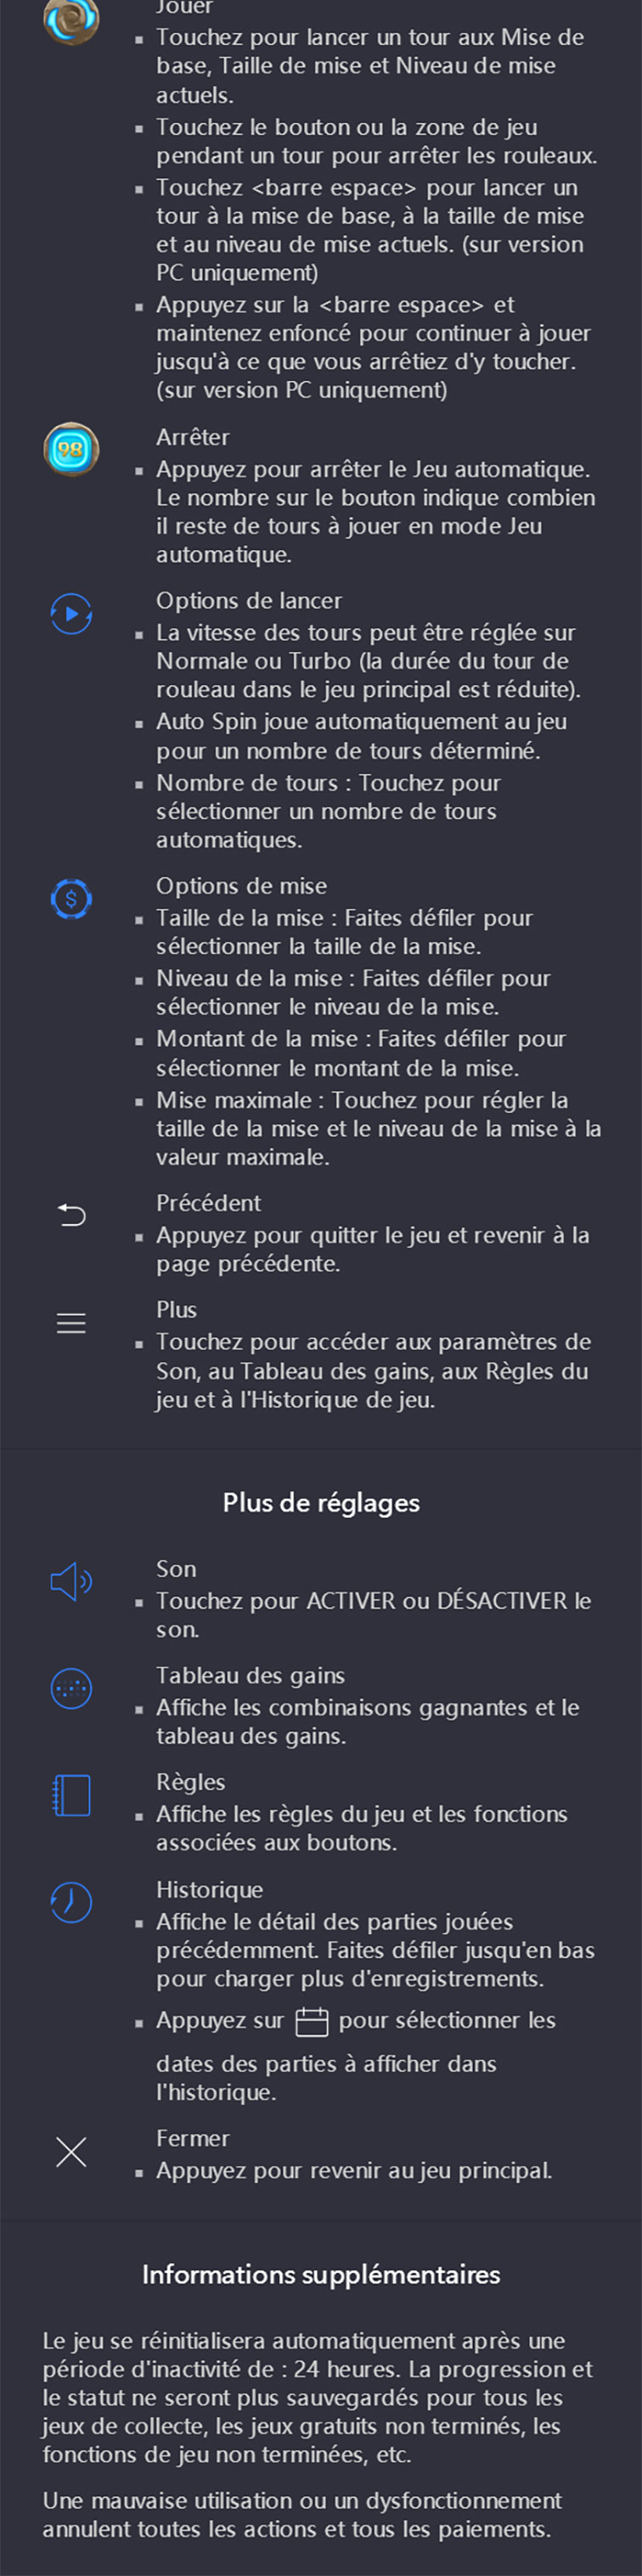 Jouer
Touchez pour lancer un tour aux Mise de
base, Taille de mise et Niveau de mise
actuels.
Touchez le bouton ou la zone de jeu
pendant un tour pour arrêter les rouleaux.
Touchez <barre espace> pour lancer un
tour à la mise de base, à la taille de mise
et au niveau de mise actuels. (sur version
PC uniquement)
Appuyez sur la <barre espace> et
maintenez enfoncé pour continuer à jouer
jusqu'à ce que vous arrêtiez d'y toucher.
(sur version PC uniquement)
98
Arrêter
Appuyez pour arrêter le Jeu automatique.
Le nombre sur le bouton indique combien
il reste de tours à jouer en mode Jeu
automatique.
Options de lancer
La vitesse des tours peut être réglée sur
Normale ou Turbo (la durée du tour de
rouleau dans le jeu principal est réduite).
Auto Spin joue automatiquement au jeu
pour un nombre de tours déterminé.
Nombre de tours : Touchez pour
sélectionner un nombre de tours
automatiques.
$
Options de mise
Taille de la mise : Faites défiler pour
sélectionner la taille de la mise.
Niveau de la mise : Faites défiler pour
sélectionner le niveau de la mise.
Montant de la mise : Faites défiler pour
sélectionner le montant de la mise.
Mise maximale : Touchez pour régler la
taille de la mise et le niveau de la mise à la
valeur maximale.
Précédent
Appuyez pour quitter le jeu et revenir à la
page précédente.
Plus
Touchez pour accéder aux paramètres de
Son, au Tableau des gains, aux Règles du
jeu et à l'Historique de jeu.
Plus de réglages
Son
Touchez pour ACTIVER ou DÉSACTIVER le
son.
Tableau des gains
Affiche les combinaisons gagnantes et le
tableau des gains.
Règles
Affiche les règles du jeu et les fonctions
associées aux boutons.
Historique
Affiche le détail des parties jouées
précédemment. Faites défiler jusqu'en bas
pour charger plus d'enregistrements.
Appuyez sur pour sélectionner les
dates des parties à afficher dans
l'historique.
Fermer
Appuyez pour revenir au jeu principal.
Informations supplémentaires
Le jeu se réinitialisera automatiquement après une
période d'inactivité de : 24 heures. La progression et
le statut ne seront plus sauvegardés pour tous les
jeux de collecte, les jeux gratuits non terminés, les
fonctions de jeu non terminées, etc.
Une mauvaise utilisation ou un dysfonctionnement
annulent toutes les actions et tous les paiements.